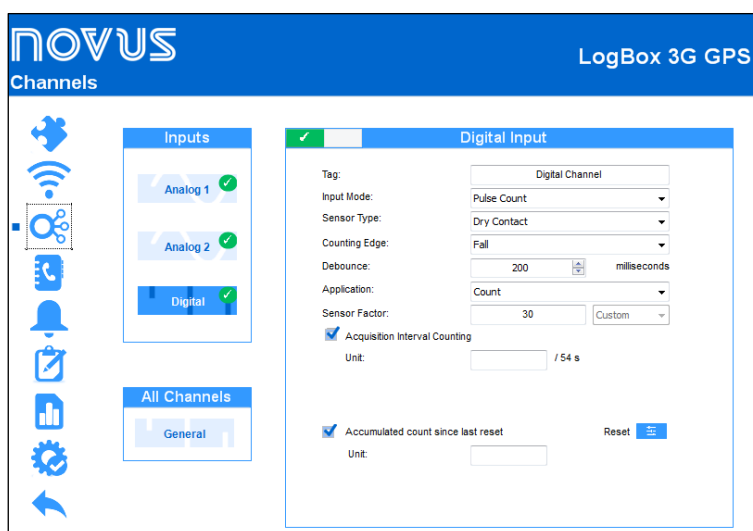 NOVUS
LogBox 3G GPS
Channels
Inputs
Analog 1
Analog 2
Digital
All Channels
General
Digital Input
Tag: Digital Channel
Input Mode: Pulse Count
Sensor Type: Dry Contact
Counting Edge: Fall
Debounce: 200 milliseconds
Application: Count
Sensor Factor: 30 Custom
Acquisition Interval Counting
Unit: / 54 s
Accumulated count since last reset Reset
Unit: